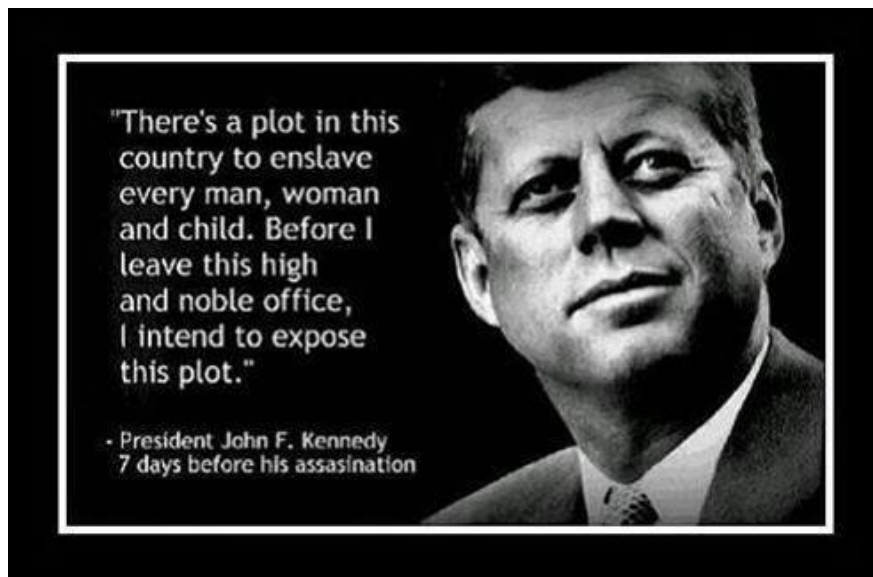 "There's a plot in this
country to enslave
every man, woman
and child. Before I
leave this high
and noble office,
I intend to expose
this plot."
- President John F. Kennedy
7 days before his assasination